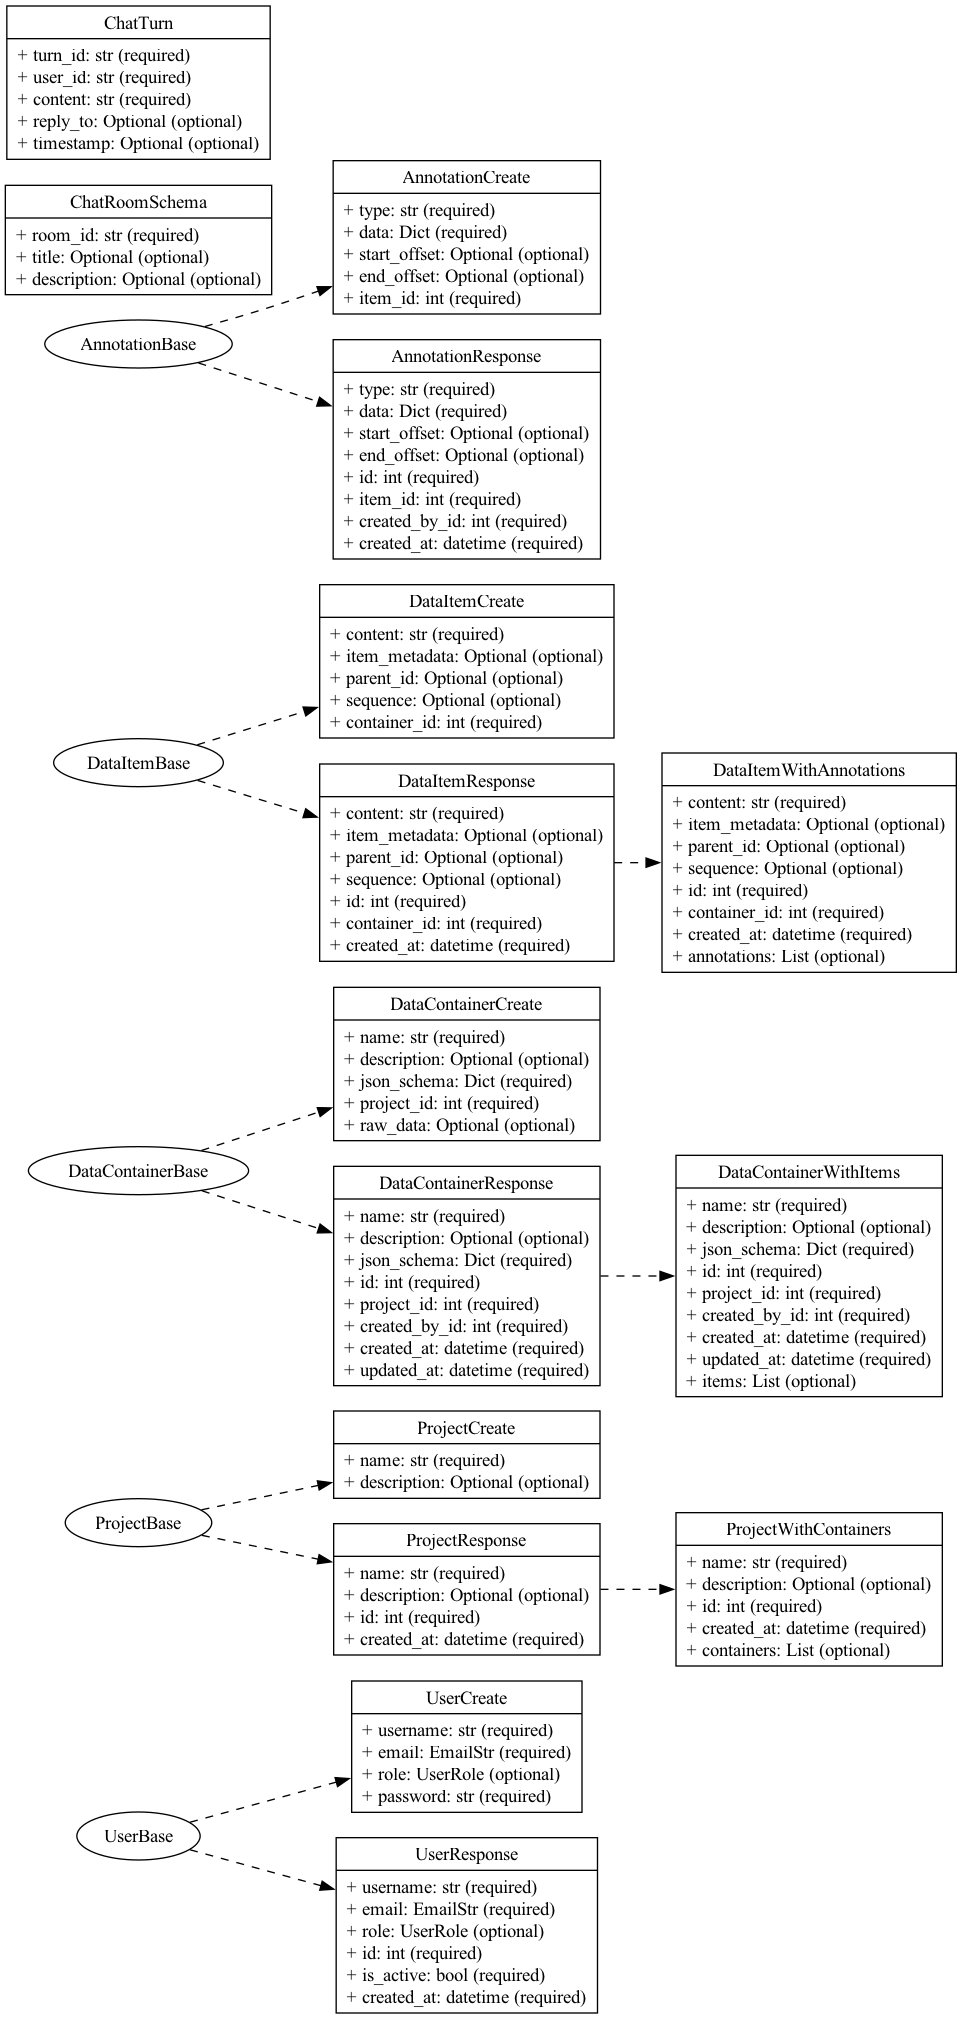 ChatTurn
+ turn_id: str (required)
+ user_id: str (required)
+ content: str (required)
+ reply_to: Optional (optional)
+ timestamp: Optional (optional)
ChatRoomSchema
+ room_id: str (required)
+ title: Optional (optional)
+ description: Optional (optional)
AnnotationBase
AnnotationCreate
+ type: str (required)
+ data: Dict (required)
+ start_offset: Optional (optional)
+ end_offset: Optional (optional)
+ item_id: int (required)
AnnotationResponse
+ type: str (required)
+ data: Dict (required)
+ start_offset: Optional (optional)
+ end_offset: Optional (optional)
+ id: int (required)
+ item_id: int (required)
+ created_by_id: int (required)
+ created_at: datetime (required)
DataItemBase
DataItemCreate
+ content: str (required)
+ item_metadata: Optional (optional)
+ parent_id: Optional (optional)
+ sequence: Optional (optional)
+ container_id: int (required)
DataItemResponse
+ content: str (required)
+ item_metadata: Optional (optional)
+ parent_id: Optional (optional)
+ sequence: Optional (optional)
+ id: int (required)
+ container_id: int (required)
+ created_at: datetime (required)
DataItemWithAnnotations
+ content: str (required)
+ item_metadata: Optional (optional)
+ parent_id: Optional (optional)
+ sequence: Optional (optional)
+ id: int (required)
+ container_id: int (required)
+ created_at: datetime (required)
+ annotations: List (optional)
DataContainerBase
DataContainerCreate
+ name: str (required)
+ description: Optional (optional)
+ json_schema: Dict (required)
+ project_id: int (required)
+ raw_data: Optional (optional)
DataContainerResponse
+ name: str (required)
+ description: Optional (optional)
+ json_schema: Dict (required)
+ id: int (required)
+ project_id: int (required)
+ created_by_id: int (required)
+ created_at: datetime (required)
+ updated_at: datetime (required)
DataContainerWithItems
+ name: str (required)
+ description: Optional (optional)
+ json_schema: Dict (required)
+ id: int (required)
+ project_id: int (required)
+ created_by_id: int (required)
+ created_at: datetime (required)
+ updated_at: datetime (required)
+ items: List (optional)
ProjectBase
ProjectCreate
+ name: str (required)
+ description: Optional (optional)
ProjectResponse
+ name: str (required)
+ description: Optional (optional)
+ id: int (required)
+ created_at: datetime (required)
ProjectWithContainers
+ name: str (required)
+ description: Optional (optional)
+ id: int (required)
+ created_at: datetime (required)
+ containers: List (optional)
UserBase
UserCreate
+ username: str (required)
+ email: EmailStr (required)
+ role: UserRole (optional)
+ password: str (required)
UserResponse
+ username: str (required)
+ email: EmailStr (required)
+ role: UserRole (optional)
+ id: int (required)
+ is_active: bool (required)
+ created_at: datetime (required)